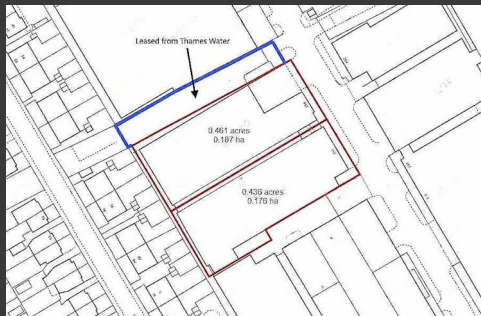 Leased from Thames Water
0.461 acres
0.187 ha
0.436 acres
0.176 ha